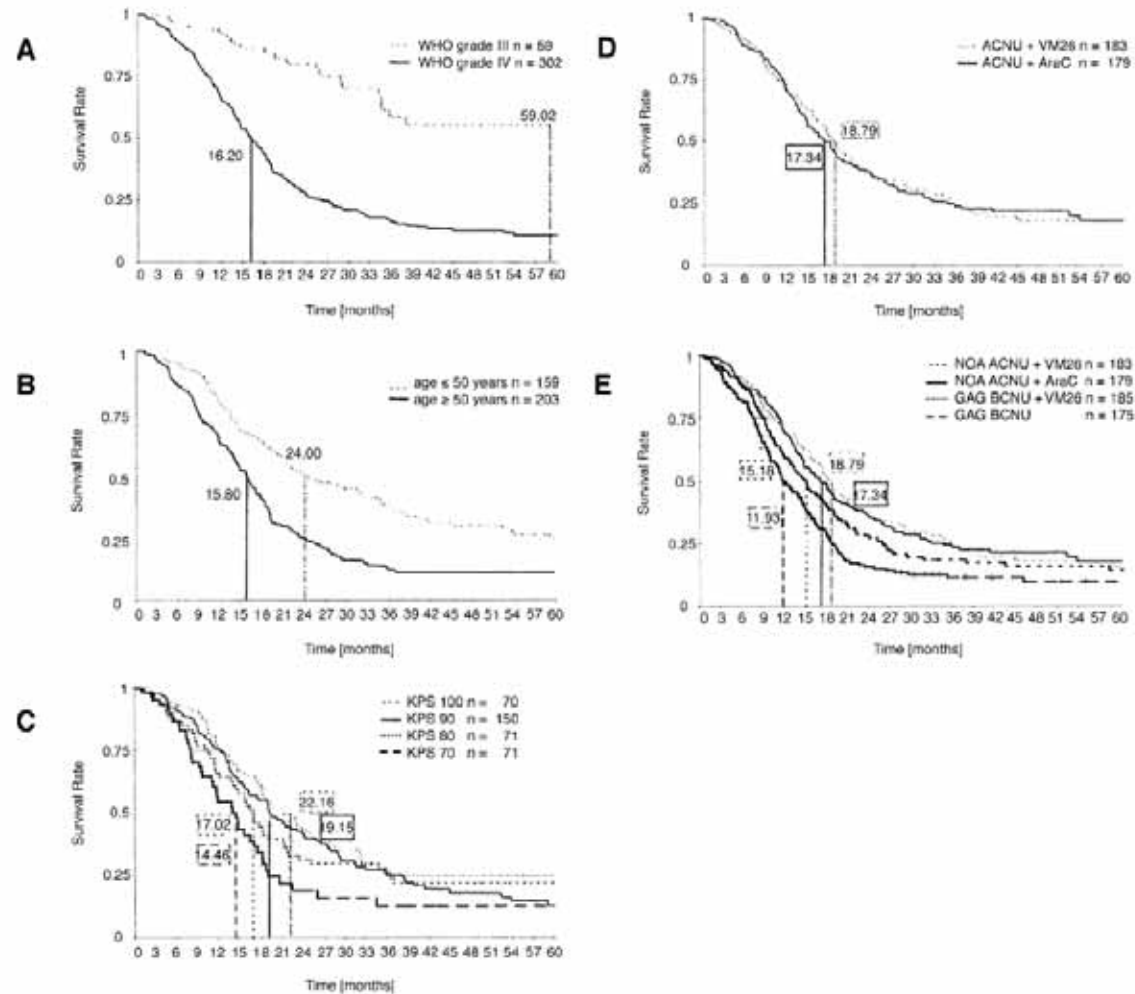 A
Survival Rate
1
0.75
0.5
0.25
0
WHO grade III n = 59
WHO grade IV n = 302
59.02
16.20
0 3 6 9 12 15 18 21 24 27 30 33 36 39 42 45 48 51 54 57 60
Time [months]
B
Survival Rate
1
0.75
0.5
0.25
0
age ≤ 50 years n = 159
age ≥ 50 years n = 203
24.00
15.80
0 3 6 9 12 15 18 21 24 27 30 33 36 39 42 45 48 51 54 57 60
Time [months]
C
Survival Rate
1
0.75
0.5
0.25
0
KPS 100 n = 70
KPS 90 n = 150
KPS 80 n = 71
KPS 70 n = 71
22.16
19.15
17.02
14.46
0 3 6 9 12 15 18 21 24 27 30 33 36 39 42 45 48 51 54 57 60
Time [months]
D
Survival Rate
1
0.75
0.5
0.25
0
ACNU + VM26 n = 183
ACNU + AraC n = 179
18.79
17.34
0 3 6 9 12 15 18 21 24 27 30 33 36 39 42 45 48 51 54 57 60
Time [months]
E
Survival Rate
1
0.75
0.5
0.25
0
NOA ACNU + VM26 n = 183
NOA ACNU + AraC n = 179
GAG BCNU + VM26 n = 185
GAG BCNU n = 175
18.79
15.18
17.34
11.93
0 3 6 9 12 15 18 21 24 27 30 33 36 39 42 45 48 51 54 57 60
Time [months]